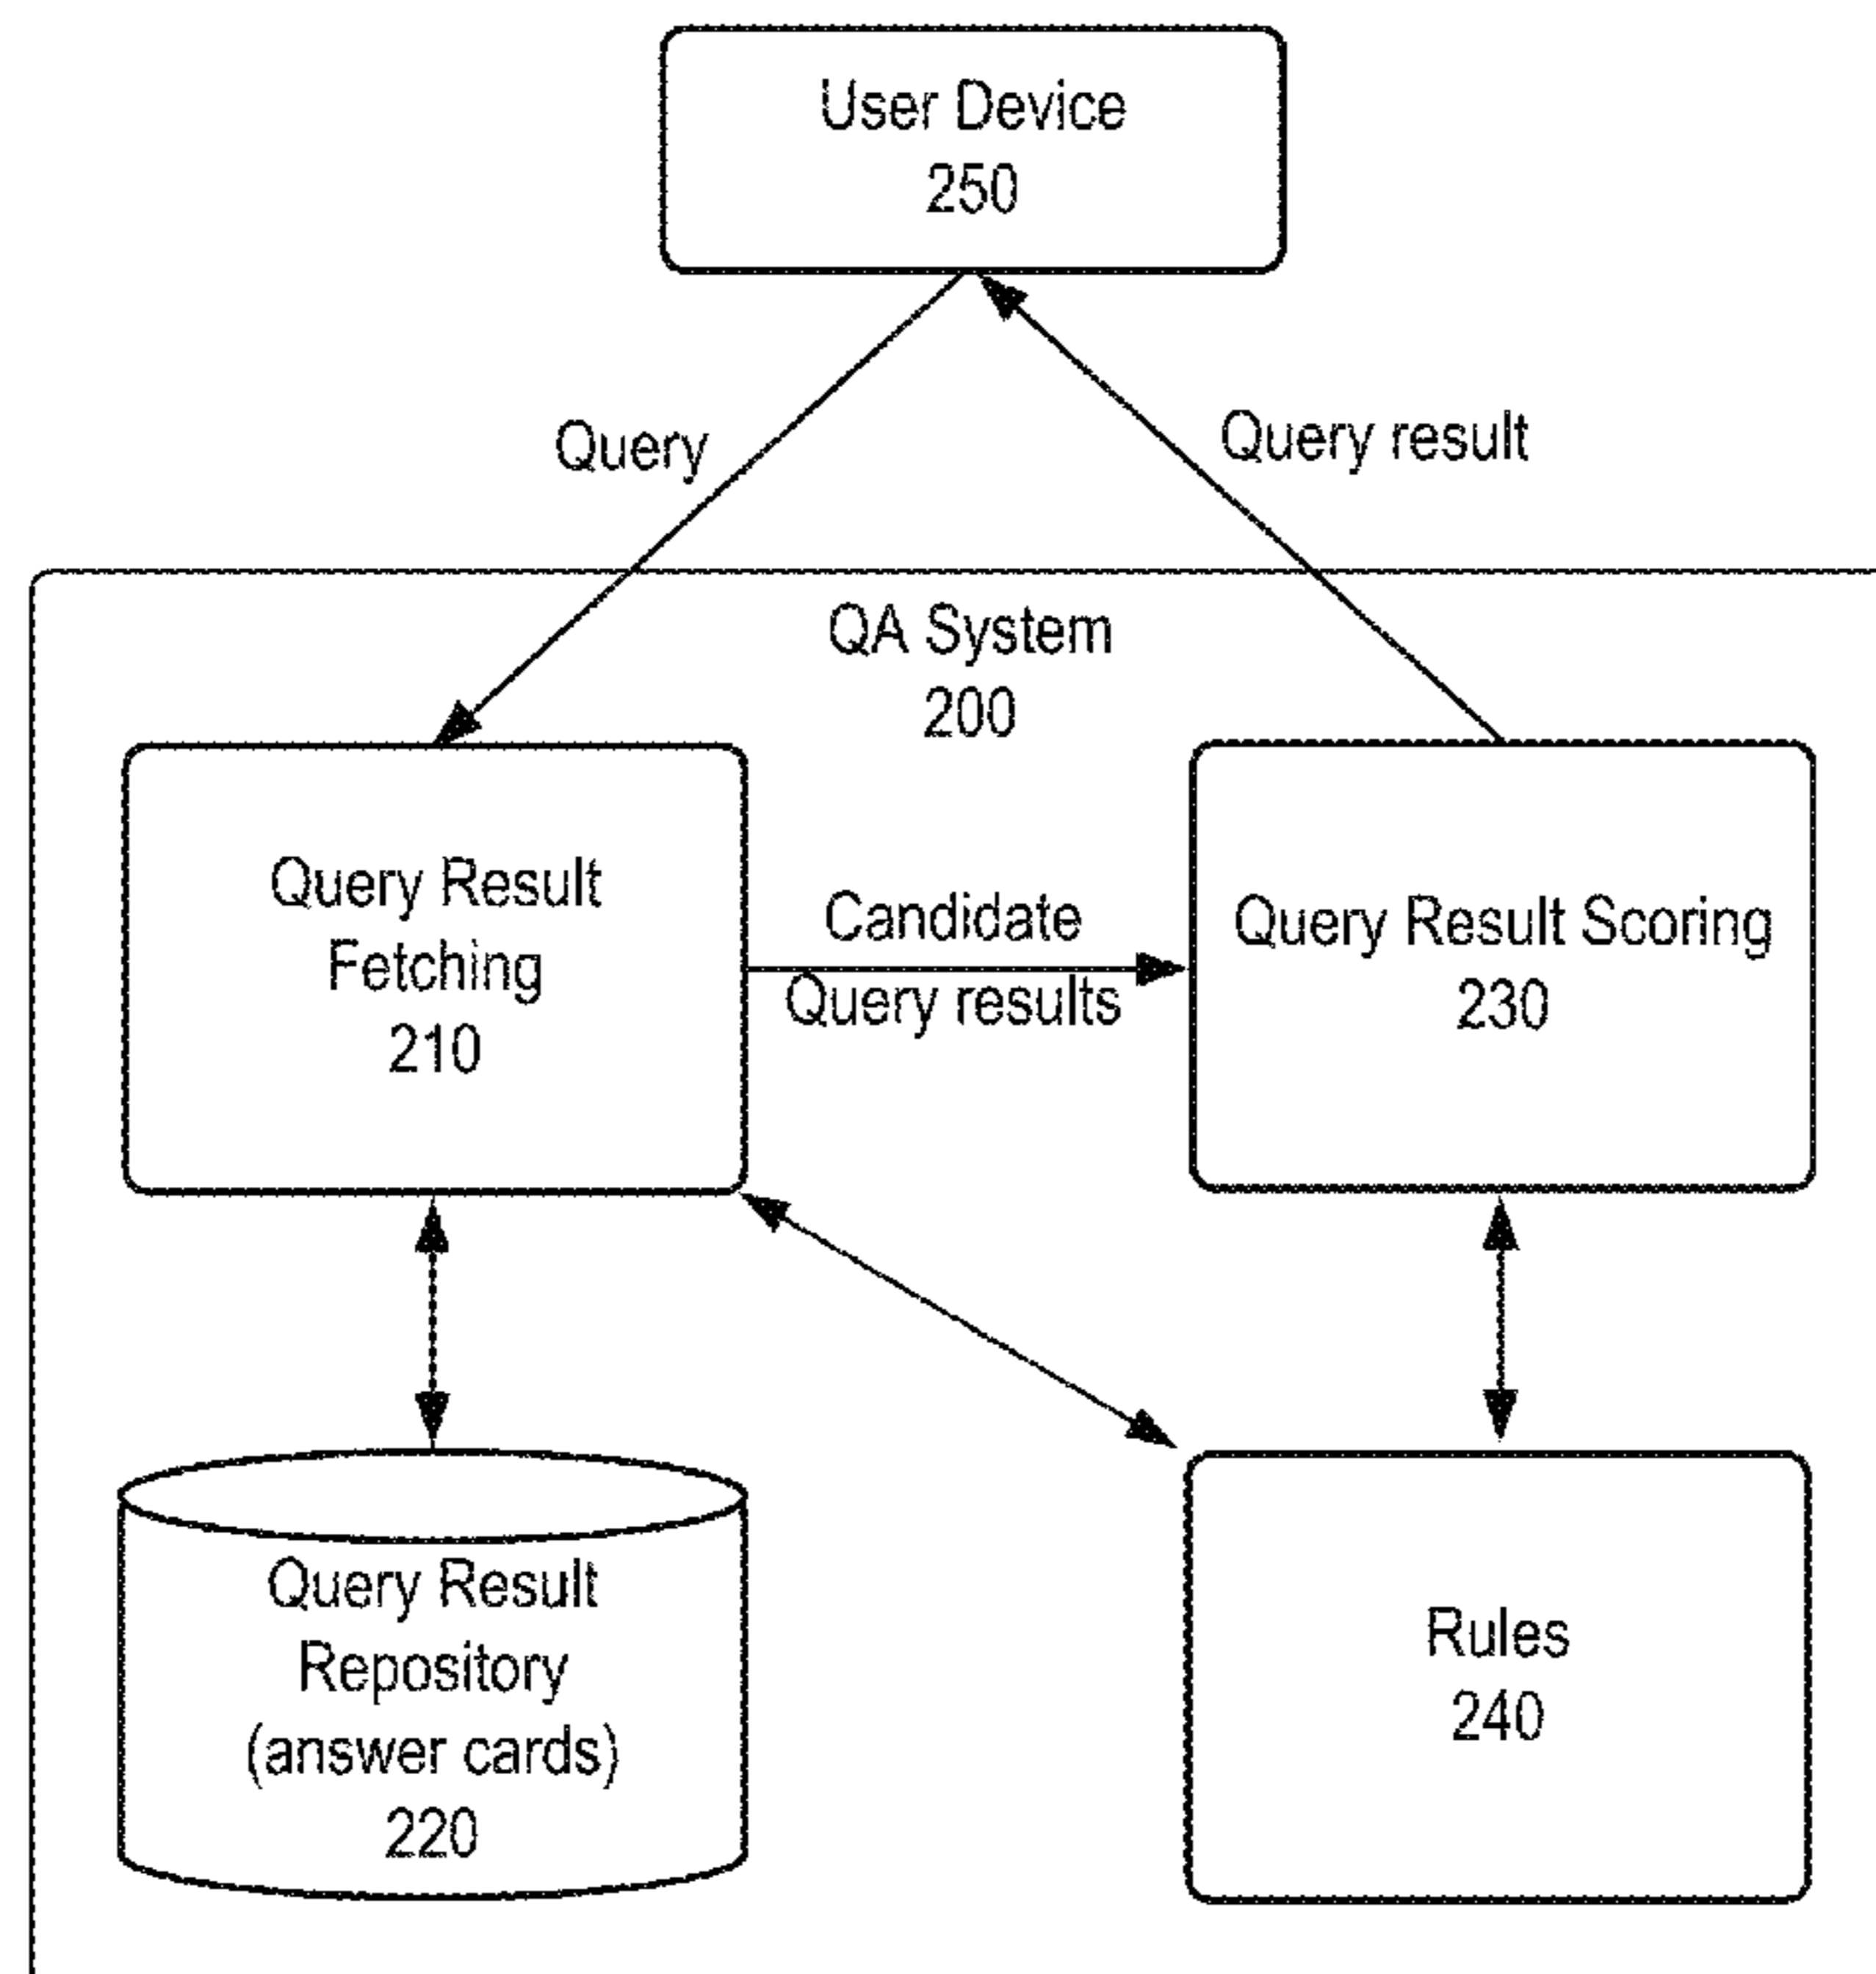 User Device
250
Query
Query result
QA System
200
Query Result
Fetching
210
Candidate
Query results
Query Result Scoring
230
Query Result
Repository
(answer cards)
220
Rules
240